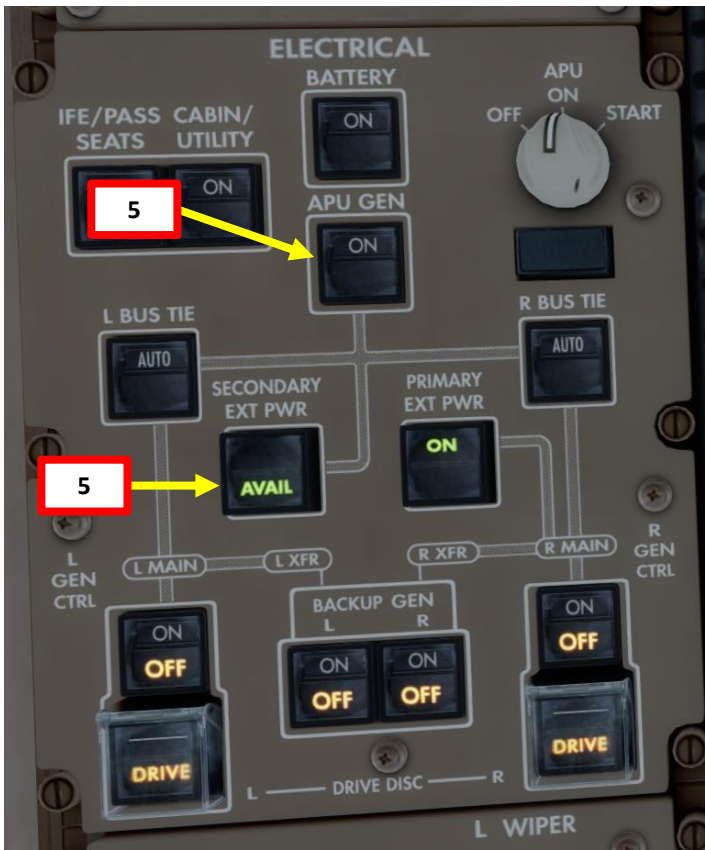 ELECTRICAL
BATTERY
ON
APU
OFF ON START
IFE/PASS SEATS
CABIN/UTILITY
ON
5
APU GEN
ON
L BUS TIE
AUTO
R BUS TIE
AUTO
SECONDARY
EXT PWR
AVAIL
PRIMARY
EXT PWR
ON
5
L
GEN
CTRL
L MAIN
L XFR
R XFR
R MAIN
R
GEN
CTRL
BACKUP GEN
L R
ON
OFF
ON
OFF
ON
OFF
ON
OFF
DRIVE
DRIVE
L DRIVE DISC R
L WIPER